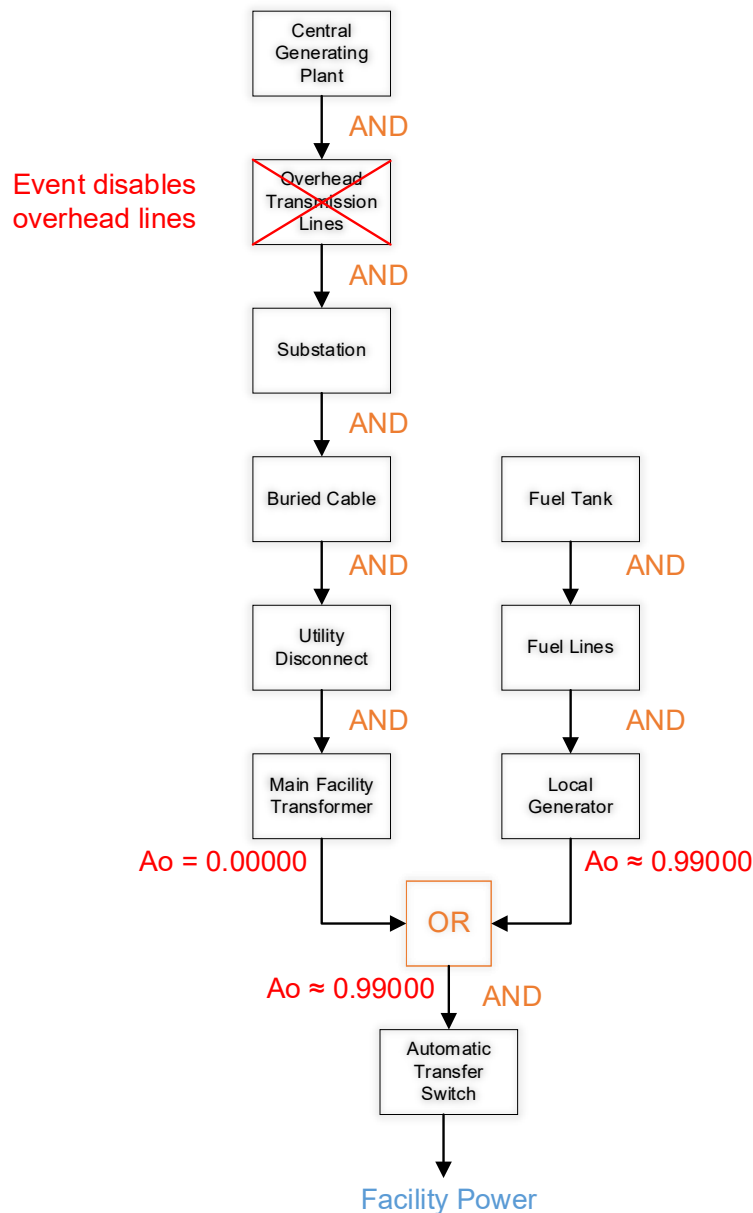 Central
Generating
Plant
AND
Event disables
overhead lines
Overhead
Transmission
Lines
AND
Substation
AND
Buried Cable
Fuel Tank
AND
AND
Utility
Disconnect
Fuel Lines
AND
AND
Main Facility
Transformer
Local
Generator
Ao = 0.00000
Ao ≈ 0.99000
OR
Ao ≈ 0.99000
AND
Automatic
Transfer
Switch
Facility Power